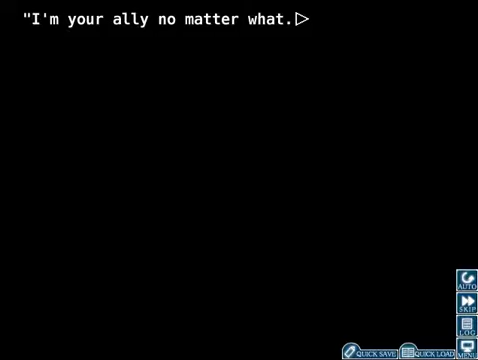 "I'm your ally no matter what.
AUTO
SKIP
LOG
QUICK SAVE
QUICK LOAD
MENU